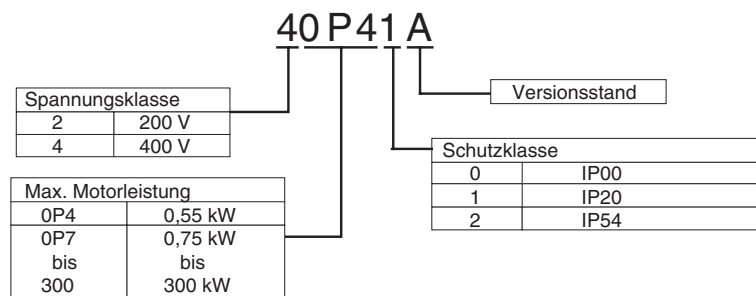 40P41A
Versionsstand
Spannungsklasse
2 200 V
4 400 V
Schutzklasse
0 IP00
1 IP20
2 IP54
Max. Motorleistung
0P4 0,55 kW
0P7 0,75 kW
bis bis
300 300 kW